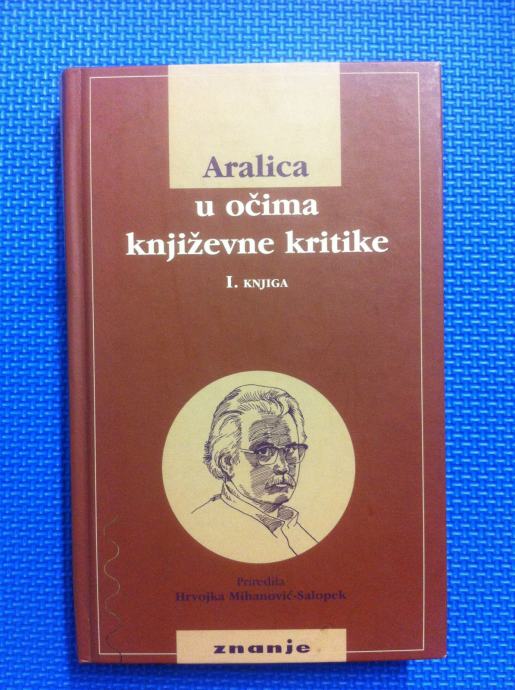 Aralica
u očima
književne kritike
I. KNJIGA
Priredila
Hrvojka Mihanović-Salopek
znanje